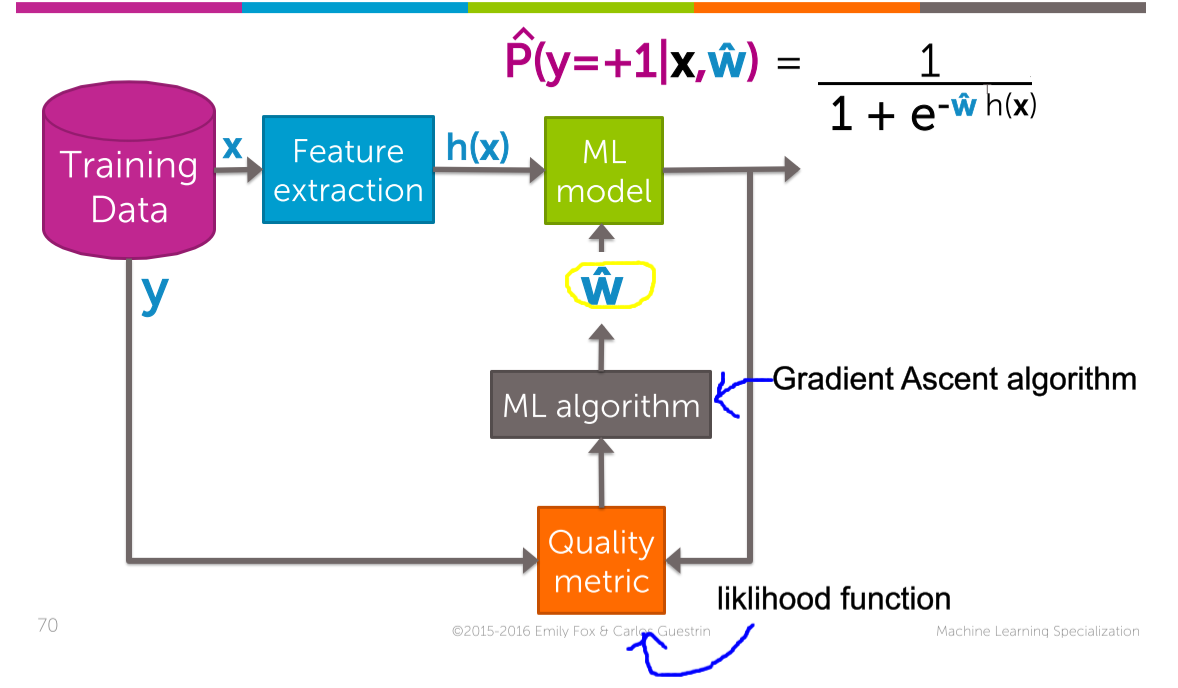 P̂(y=+1|x,ŵ) = 1
1 + e-ŵ h(x)
Training
Data
x
Feature
extraction
h(x)
ML
model
y
ŵ
ML algorithm
Gradient Ascent algorithm
Quality
metric
liklihood function
70
©2015-2016 Emily Fox & Carlos Guestrin
Machine Learning Specialization